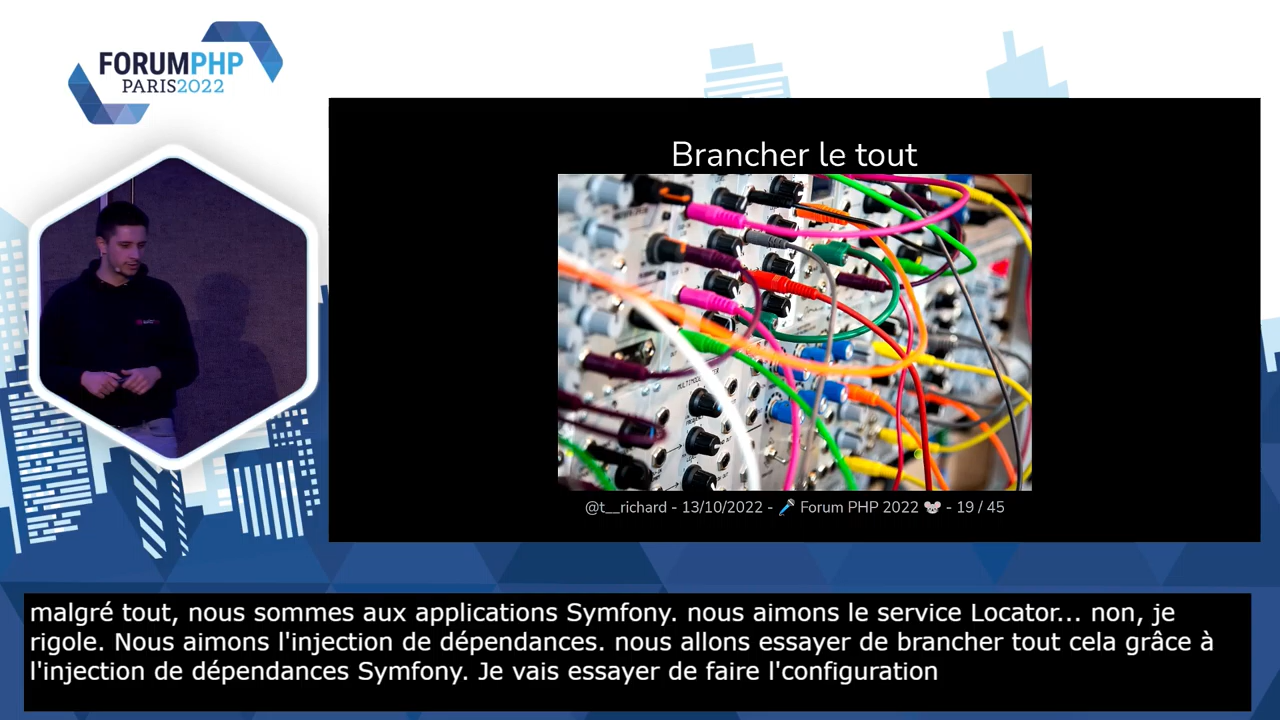 FORUMPHP
PARIS2022
Brancher le tout
@t__richard - 13/10/2022 - 🎤 Forum PHP 2022 🐭 - 19 / 45
malgré tout, nous sommes aux applications Symfony. nous aimons le service Locator... non, je
rigole. Nous aimons l'injection de dépendances. nous allons essayer de brancher tout cela grâce à
l'injection de dépendances Symfony. Je vais essayer de faire l'configuration